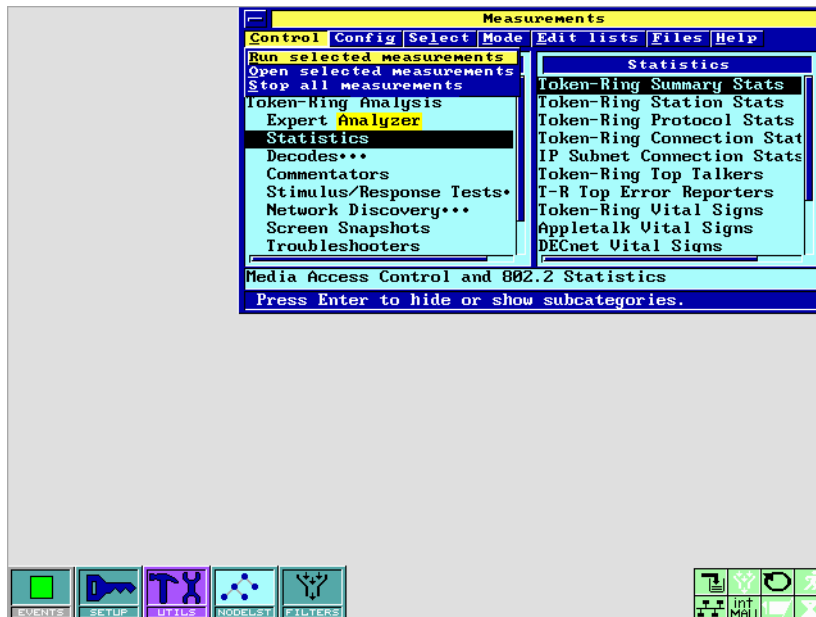 Measurements
Control Config Select Mode Edit lists Files Help
Run selected measurements
Open selected measurements
Stop all measurements
Token-Ring Analysis
Expert Analyzer
Statistics
Decodes•••
Commentators
Stimulus/Response Tests•
Network Discovery•••
Screen Snapshots
Troubleshooters
Statistics
Token-Ring Summary Stats
Token-Ring Station Stats
Token-Ring Protocol Stats
Token-Ring Connection Stat
IP Subnet Connection Stats
Token-Ring Top Talkers
T-R Top Error Reporters
Token-Ring Vital Signs
Appletalk Vital Signs
DECnet Vital Signs
Media Access Control and 802.2 Statistics
Press Enter to hide or show subcategories.
EVENTS SETUP UTILS NODELST FILTERS
int
MAU